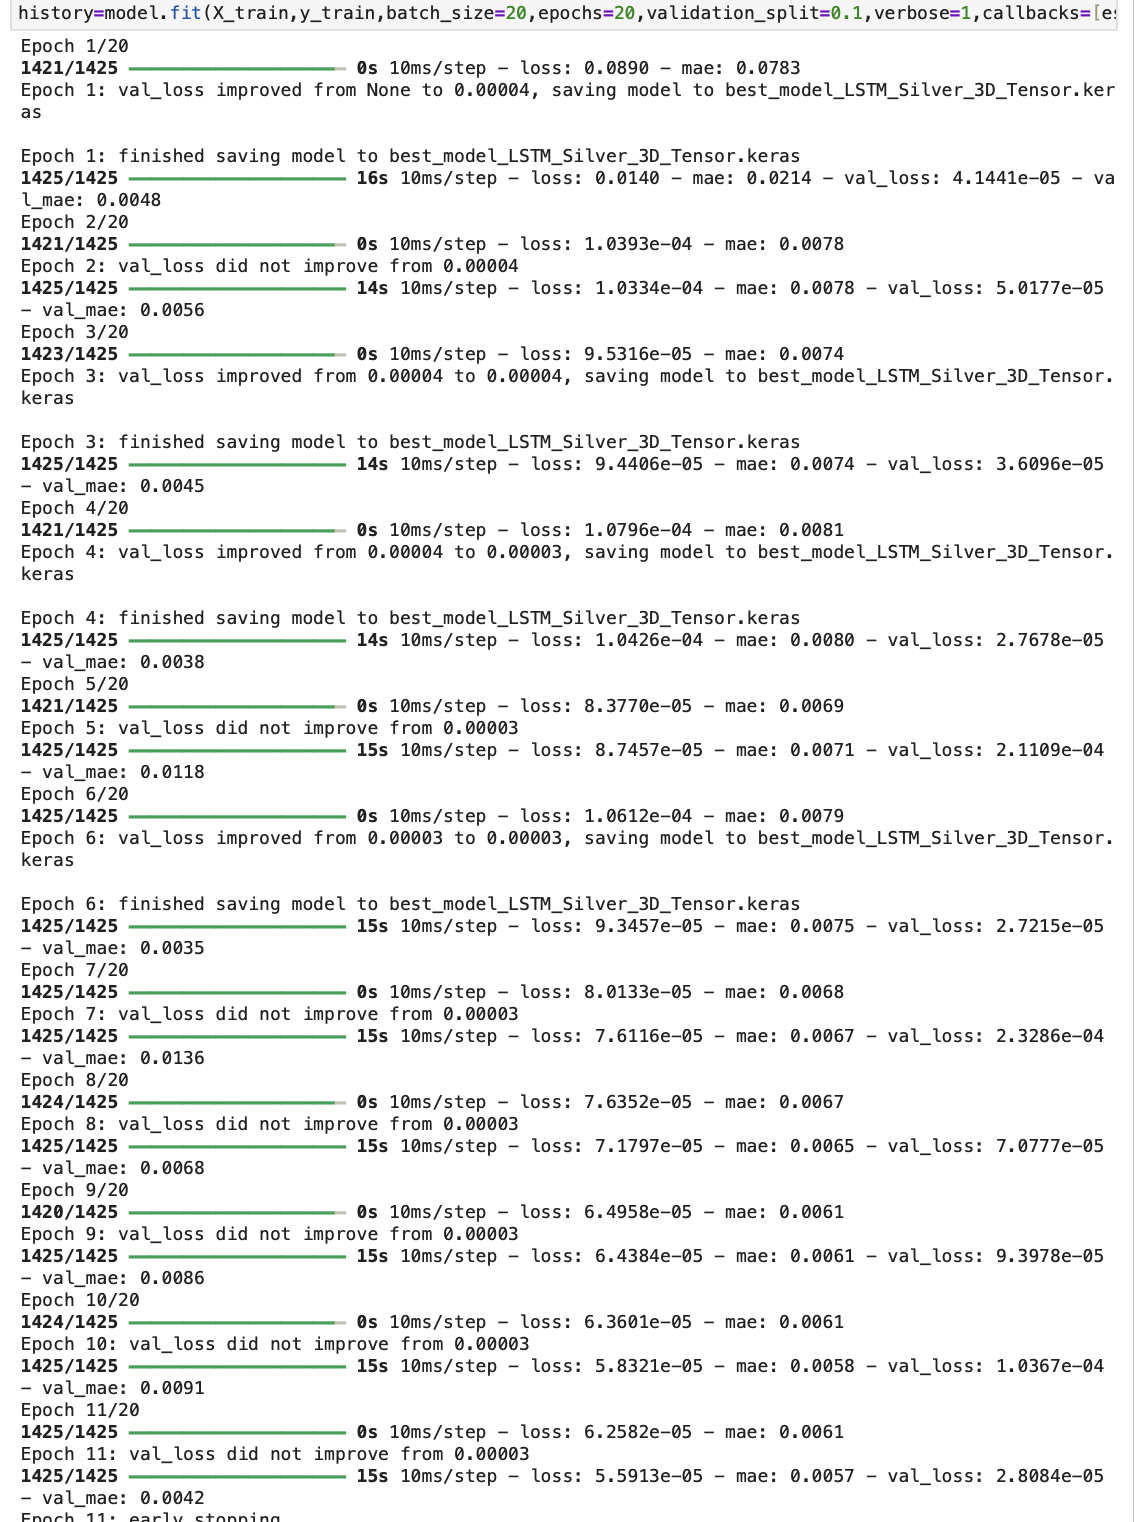 history=model.fit(X_train,y_train,batch_size=20,epochs=20,validation_split=0.1,verbose=1,callbacks=[es
Epoch 1/20
1421/1425 0s 10ms/step - loss: 0.0890 - mae: 0.0783
Epoch 1: val_loss improved from None to 0.00004, saving model to best_model_LSTM_Silver_3D_Tensor.ker
as
Epoch 1: finished saving model to best_model_LSTM_Silver_3D_Tensor.keras
1425/1425 16s 10ms/step - loss: 0.0140 - mae: 0.0214 - val_loss: 4.1441e-05 - va
l_mae: 0.0048
Epoch 2/20
1421/1425 0s 10ms/step - loss: 1.0393e-04 - mae: 0.0078
Epoch 2: val_loss did not improve from 0.00004
1425/1425 14s 10ms/step - loss: 1.0334e-04 - mae: 0.0078 - val_loss: 5.0177e-05
- val_mae: 0.0056
Epoch 3/20
1423/1425 0s 10ms/step - loss: 9.5316e-05 - mae: 0.0074
Epoch 3: val_loss improved from 0.00004 to 0.00004, saving model to best_model_LSTM_Silver_3D_Tensor.
keras
Epoch 3: finished saving model to best_model_LSTM_Silver_3D_Tensor.keras
1425/1425 14s 10ms/step - loss: 9.4406e-05 - mae: 0.0074 - val_loss: 3.6096e-05
- val_mae: 0.0045
Epoch 4/20
1421/1425 0s 10ms/step - loss: 1.0796e-04 - mae: 0.0081
Epoch 4: val_loss improved from 0.00004 to 0.00003, saving model to best_model_LSTM_Silver_3D_Tensor.
keras
Epoch 4: finished saving model to best_model_LSTM_Silver_3D_Tensor.keras
1425/1425 14s 10ms/step - loss: 1.0426e-04 - mae: 0.0080 - val_loss: 2.7678e-05
- val_mae: 0.0038
Epoch 5/20
1421/1425 0s 10ms/step - loss: 8.3770e-05 - mae: 0.0069
Epoch 5: val_loss did not improve from 0.00003
1425/1425 15s 10ms/step - loss: 8.7457e-05 - mae: 0.0071 - val_loss: 2.1109e-04
- val_mae: 0.0118
Epoch 6/20
1425/1425 0s 10ms/step - loss: 1.0612e-04 - mae: 0.0079
Epoch 6: val_loss improved from 0.00003 to 0.00003, saving model to best_model_LSTM_Silver_3D_Tensor.
keras
Epoch 6: finished saving model to best_model_LSTM_Silver_3D_Tensor.keras
1425/1425 15s 10ms/step - loss: 9.3457e-05 - mae: 0.0075 - val_loss: 2.7215e-05
- val_mae: 0.0035
Epoch 7/20
1425/1425 0s 10ms/step - loss: 8.0133e-05 - mae: 0.0068
Epoch 7: val_loss did not improve from 0.00003
1425/1425 15s 10ms/step - loss: 7.6116e-05 - mae: 0.0067 - val_loss: 2.3286e-04
- val_mae: 0.0136
Epoch 8/20
1424/1425 0s 10ms/step - loss: 7.6352e-05 - mae: 0.0067
Epoch 8: val_loss did not improve from 0.00003
1425/1425 15s 10ms/step - loss: 7.1797e-05 - mae: 0.0065 - val_loss: 7.0777e-05
- val_mae: 0.0068
Epoch 9/20
1420/1425 0s 10ms/step - loss: 6.4958e-05 - mae: 0.0061
Epoch 9: val_loss did not improve from 0.00003
1425/1425 15s 10ms/step - loss: 6.4384e-05 - mae: 0.0061 - val_loss: 9.3978e-05
- val_mae: 0.0086
Epoch 10/20
1424/1425 0s 10ms/step - loss: 6.3601e-05 - mae: 0.0061
Epoch 10: val_loss did not improve from 0.00003
1425/1425 15s 10ms/step - loss: 5.8321e-05 - mae: 0.0058 - val_loss: 1.0367e-04
- val_mae: 0.0091
Epoch 11/20
1425/1425 0s 10ms/step - loss: 6.2582e-05 - mae: 0.0061
Epoch 11: val_loss did not improve from 0.00003
1425/1425 15s 10ms/step - loss: 5.5913e-05 - mae: 0.0057 - val_loss: 2.8084e-05
- val_mae: 0.0042
Epoch 11: early stopping